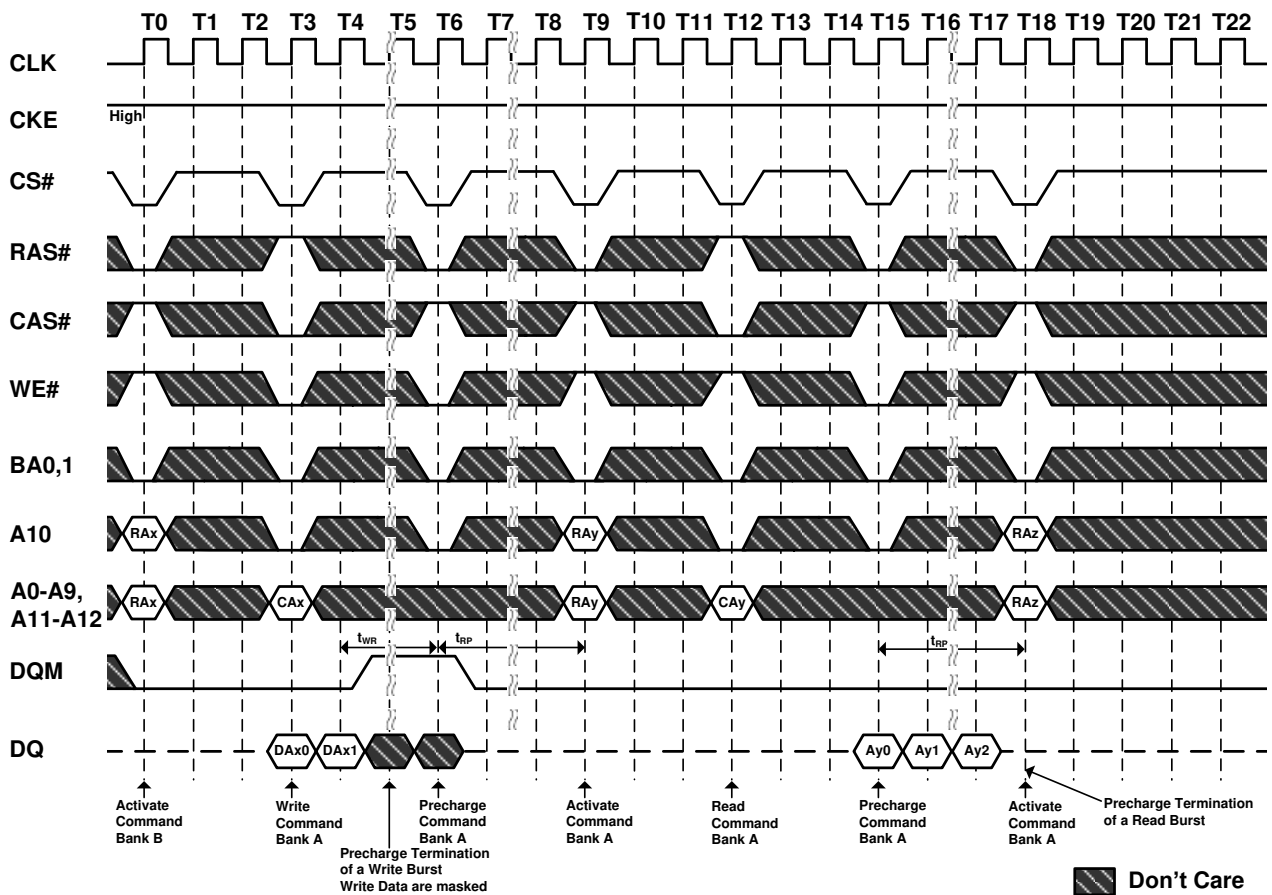 T0 T1 T2 T3 T4 T5 T6 T7 T8 T9 T10 T11 T12 T13 T14 T15 T16 T17 T18 T19 T20 T21 T22
CLK
CKE
High
CS#
RAS#
CAS#
WE#
BA0,1
A10
RAx RAy RAz
A0-A9,
A11-A12
RAx CAx RAy CAy RAz
tWR tRP tRP
DQM
DQ
DAx0 DAx1 Ay0 Ay1 Ay2
Activate
Command
Bank B
Write
Command
Bank A
Precharge Termination
of a Write Burst
Write Data are masked
Precharge
Command
Bank A
Activate
Command
Bank A
Read
Command
Bank A
Precharge
Command
Bank A
Activate
Command
Bank A
Precharge Termination
of a Read Burst
Don't Care